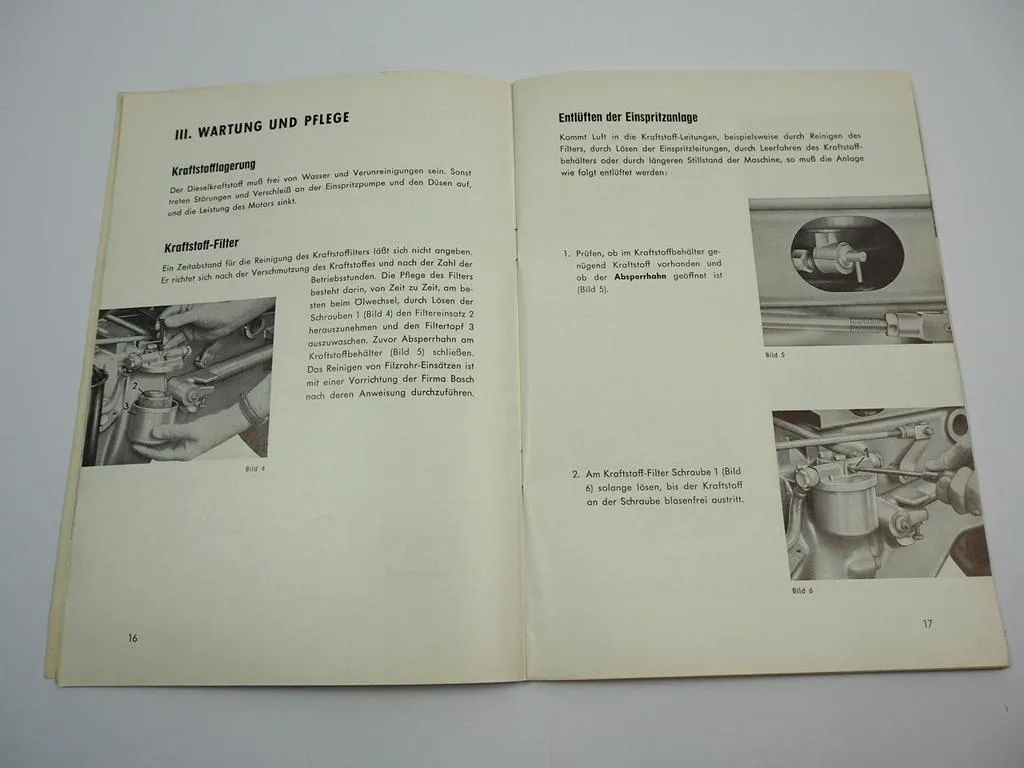 III. WARTUNG UND PFLEGE
Kraftstofflagerung
Der Dieselkraftstoff muß frei von Wasser und Verunreinigungen sein. Sonst
treten Störungen und Verschleiß an der Einspritzpumpe und den Düsen auf,
und die Leistung des Motors sinkt.
Kraftstoff-Filter
Ein Zeitabstand für die Reinigung des Kraftstoffilters läßt sich nicht angeben.
Er richtet sich nach der Verschmutzung des Kraftstoffes und nach der Zahl der
Betriebsstunden. Die Pflege des Filters
besteht darin, von Zeit zu Zeit, am be-
sten beim Ölwechsel, durch Lösen der
Schrauben 1 (Bild 4) den Filtereinsatz 2
herauszunehmen und den Filtertopf 3
auszuwaschen. Zuvor Absperrhahn am
Kraftstoffbehälter (Bild 5) schließen.
Das Reinigen von Filzrohr-Einsätzen ist
mit einer Vorrichtung der Firma Bosch
nach deren Anweisung durchzuführen.
2
3
Bild 4
16
Entlüften der Einspritzanlage
Kommt Luft in die Kraftstoff-Leitungen, beispielsweise durch Reinigen des
Filters, durch Lösen der Einspritzleitungen, durch Leerfahren des Kraftstoff-
behälters oder durch längeren Stillstand der Maschine, so muß die Anlage
wie folgt entlüftet werden:
1. Prüfen, ob im Kraftstoffbehälter ge-
nügend Kraftstoff vorhanden und
ob der Absperrhahn geöffnet ist
(Bild 5).
Bild 5
2. Am Kraftstoff-Filter Schraube 1 (Bild
6) solange lösen, bis der Kraftstoff
an der Schraube blasenfrei austritt.
Bild 6
17